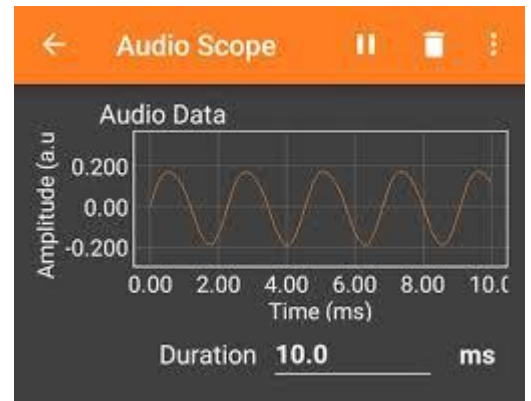 Audio Scope
Audio Data
Amplitude (a.u
0.200
0.00
-0.200
0.00 2.00 4.00 6.00 8.00 10.0
Time (ms)
Duration 10.0 ms